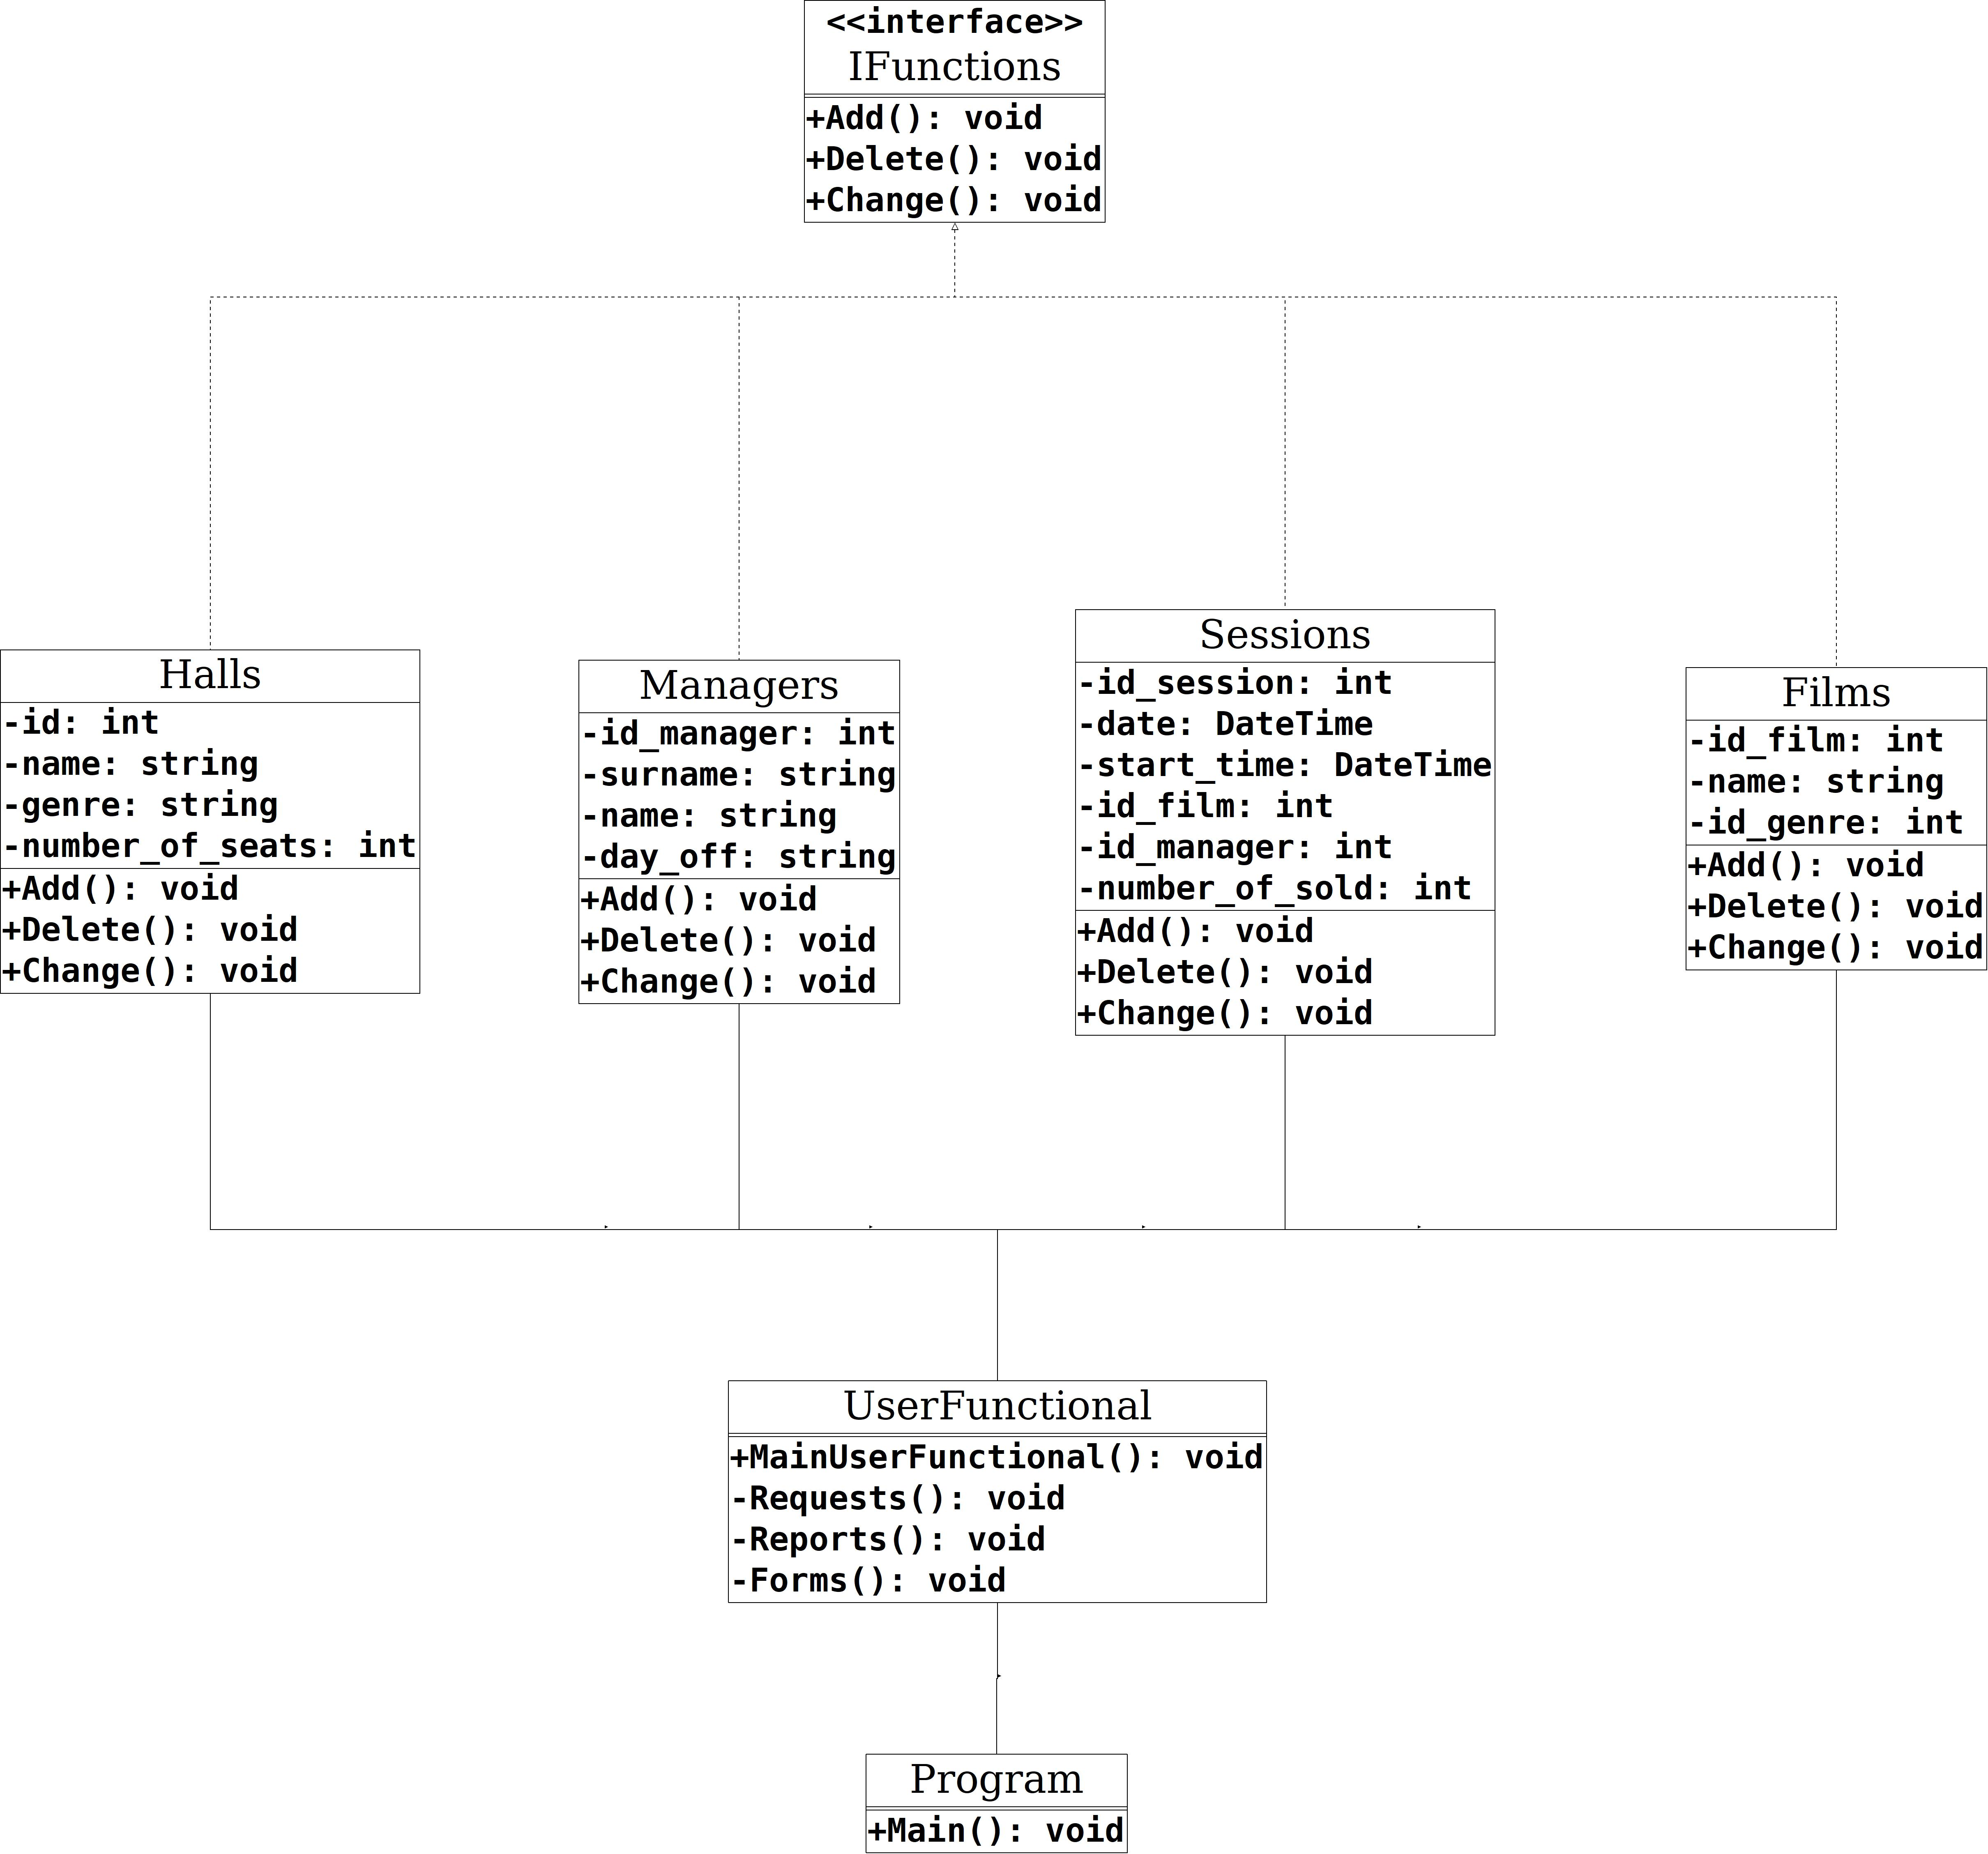 <<interface>>
IFunctions
+Add(): void
+Delete(): void
+Change(): void
Halls
-id: int
-name: string
-genre: string
-number_of_seats: int
+Add(): void
+Delete(): void
+Change(): void
Managers
-id_manager: int
-surname: string
-name: string
-day_off: string
+Add(): void
+Delete(): void
+Change(): void
Sessions
-id_session: int
-date: DateTime
-start_time: DateTime
-id_film: int
-id_manager: int
-number_of_sold: int
+Add(): void
+Delete(): void
+Change(): void
Films
-id_film: int
-name: string
-id_genre: int
+Add(): void
+Delete(): void
+Change(): void
UserFunctional
+MainUserFunctional(): void
-Requests(): void
-Reports(): void
-Forms(): void
Program
+Main(): void